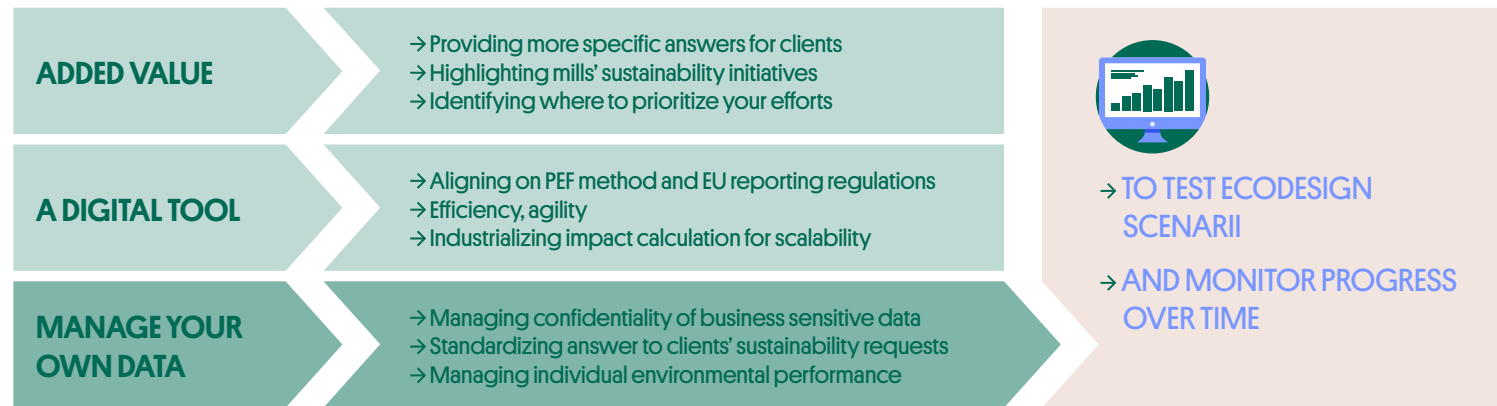 ADDED VALUE
→ Providing more specific answers for clients
→ Highlighting mills' sustainability initiatives
→ Identifying where to prioritize your efforts
A DIGITAL TOOL
→ Aligning on PEF method and EU reporting regulations
→ Efficiency, agility
→ Industrializing impact calculation for scalability
MANAGE YOUR
OWN DATA
→ Managing confidentiality of business sensitive data
→ Standardizing answer to clients' sustainability requests
→ Managing individual environmental performance
→ TO TEST ECODESIGN
SCENARII
→ AND MONITOR PROGRESS
OVER TIME